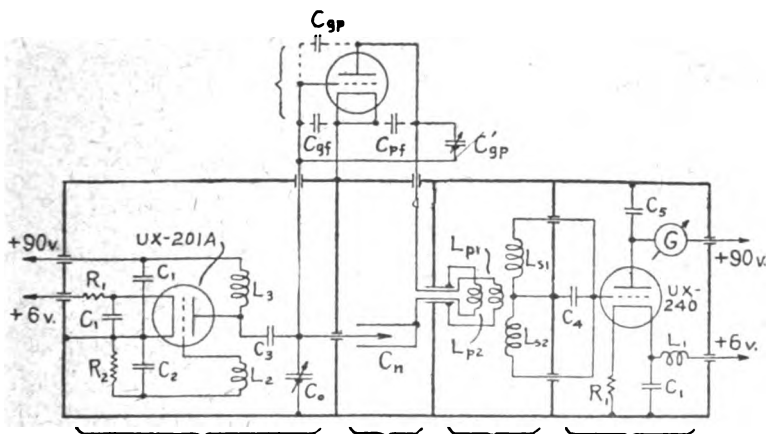 Cgp
Cgf
Cpf
C'gp
+90v.
UX-201A
C1
L3
R1
+6v.
C1
C3
R2
C2
L2
Co
Cn
Lp1
Lp2
Ls1
Ls2
C4
C5
G
+90v.
UX-
240
+6v.
L1
R1
C1